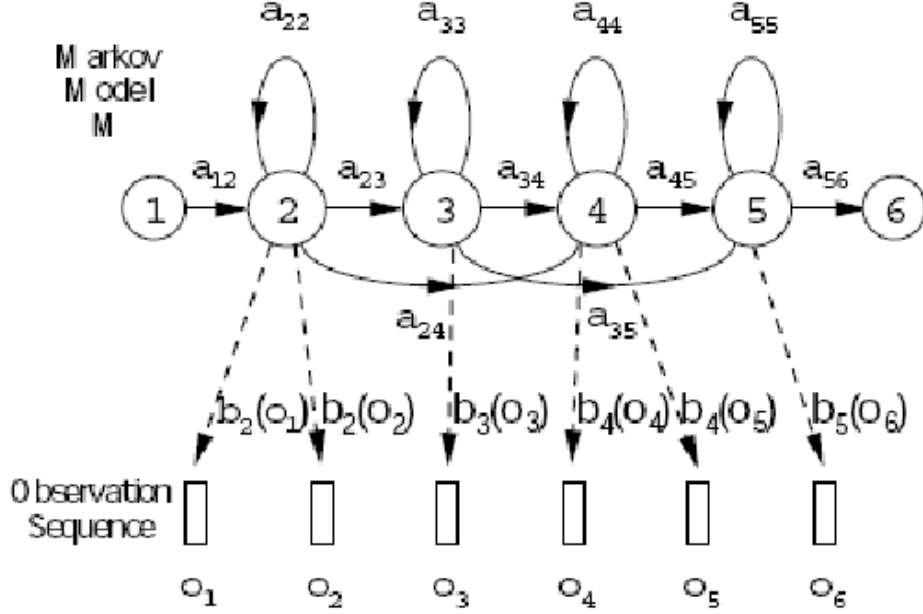 a22 a33 a44 a55
Markov
Model
M
a12 a23 a34 a45 a56
1 2 3 4 5 6
a24 a35
b2(o1) b2(o2) b3(o3) b4(o4) b4(o5) b5(o6)
Observation
Sequence
o1 o2 o3 o4 o5 o6